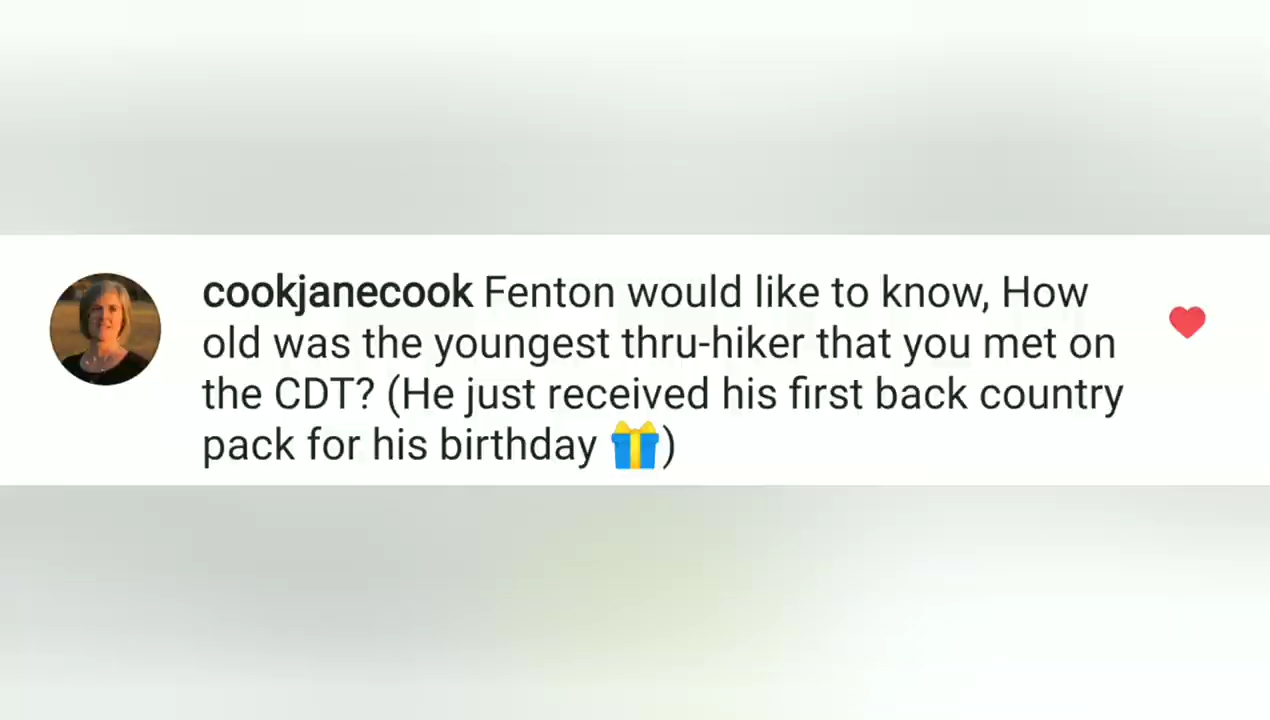 cookjanecook Fenton would like to know, How
old was the youngest thru-hiker that you met on
the CDT? (He just received his first back country
pack for his birthday 🎁)